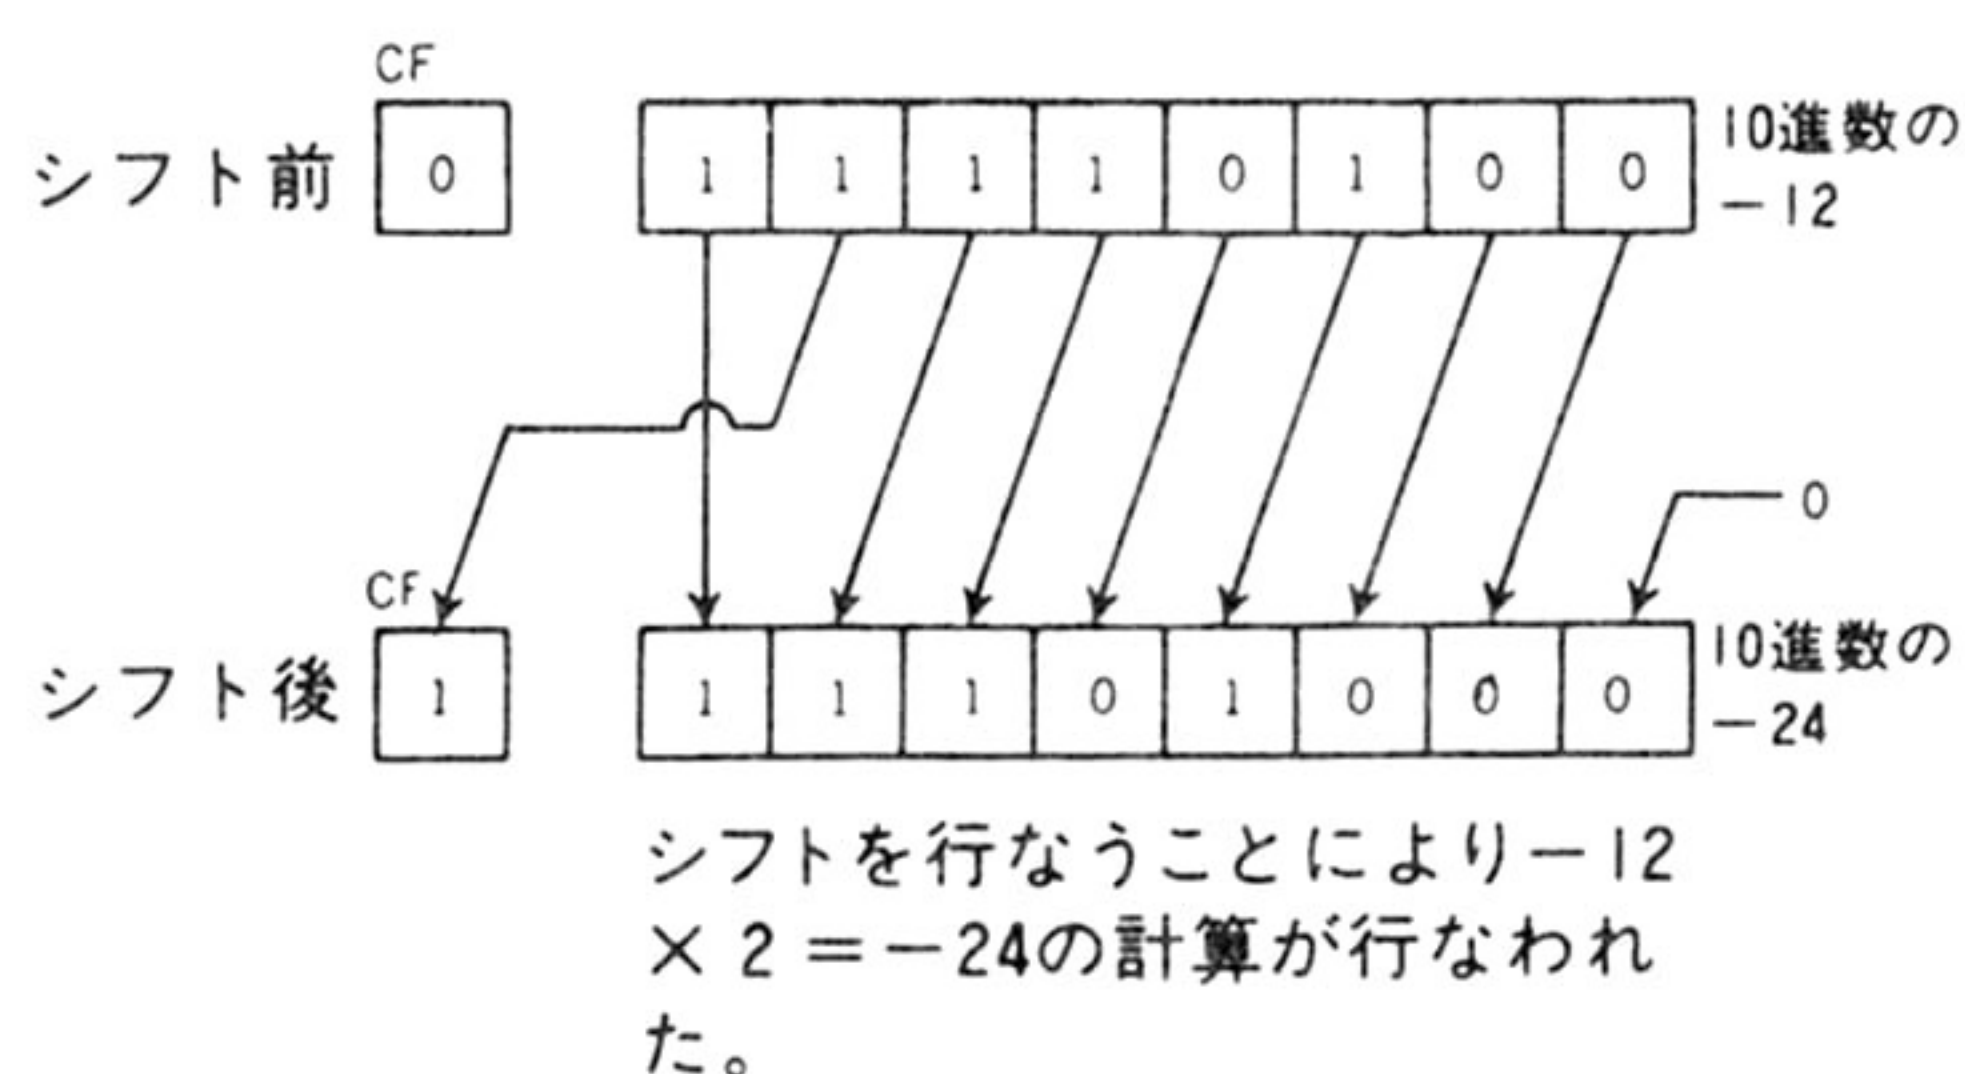 CF
シフト前 0 1 1 1 1 0 1 0 0 10進数の
-12
0
CF
シフト後 1 1 1 1 0 1 0 0 0 10進数の
-24
シフトを行なうことにより-12
× 2 =-24の計算が行なわれ
た。